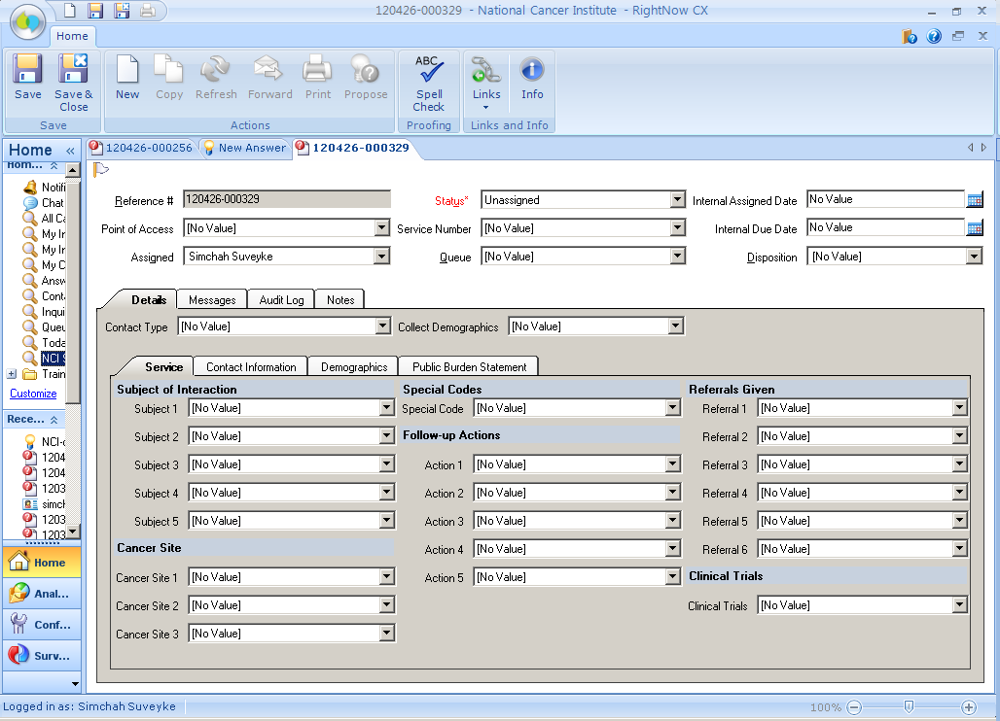 120426-000329 - National Cancer Institute - RightNow CX
Home
Save
Save & Close
New
Copy
Refresh
Forward
Print
Propose
ABC
Spell Check
Links
Info
Save
Actions
Proofing
Links and Info
Home «
120426-000256
New Answer
120426-000329
Hom...
Notifi
Chat
All Ca
My In
My In
My C
Answ
Conta
Inqui
Queu
Toda
NCI S
Train
Customize
Rece...
NCI-c
1204
1204
1203
simch
1203
1203
Home
Anal...
Conf...
Surv...
Reference # 120426-000329
Status* Unassigned
Internal Assigned Date No Value
Point of Access [No Value]
Service Number [No Value]
Internal Due Date No Value
Assigned Simchah Suveyke
Queue [No Value]
Disposition [No Value]
Details Messages Audit Log Notes
Contact Type [No Value] Collect Demographics [No Value]
Service Contact Information Demographics Public Burden Statement
Subject of Interaction
Subject 1 [No Value]
Subject 2 [No Value]
Subject 3 [No Value]
Subject 4 [No Value]
Subject 5 [No Value]
Cancer Site
Cancer Site 1 [No Value]
Cancer Site 2 [No Value]
Cancer Site 3 [No Value]
Special Codes
Special Code [No Value]
Follow-up Actions
Action 1 [No Value]
Action 2 [No Value]
Action 3 [No Value]
Action 4 [No Value]
Action 5 [No Value]
Referrals Given
Referral 1 [No Value]
Referral 2 [No Value]
Referral 3 [No Value]
Referral 4 [No Value]
Referral 5 [No Value]
Referral 6 [No Value]
Clinical Trials
Clinical Trials [No Value]
Logged in as: Simchah Suveyke
100%